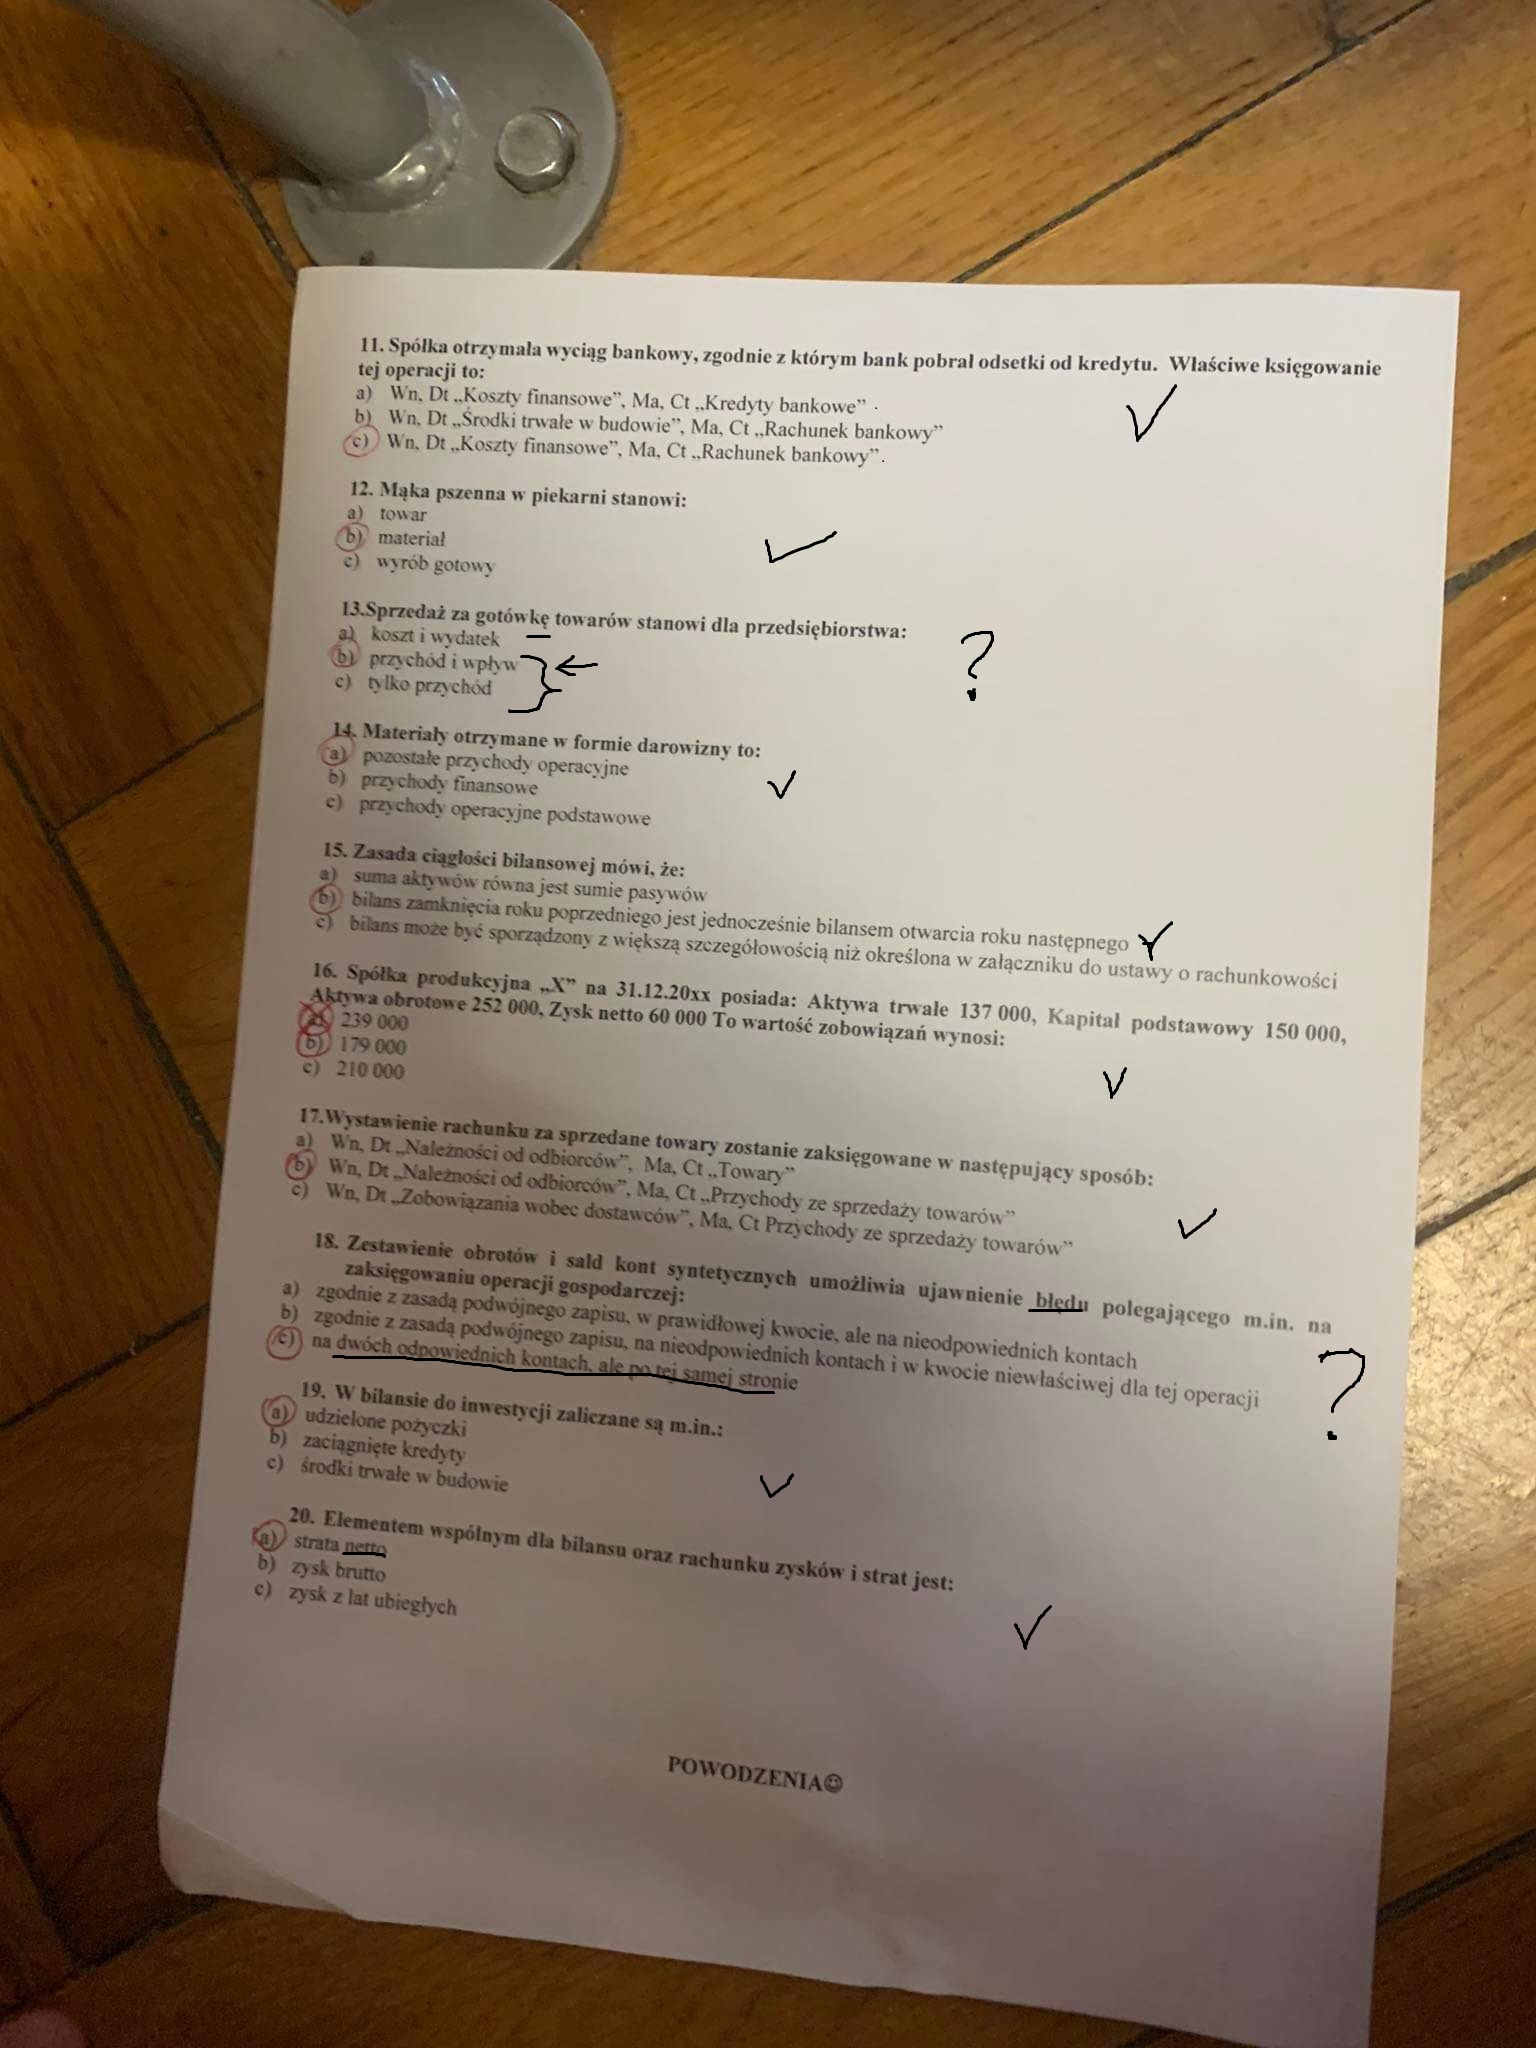 11. Spółka otrzymała wyciąg bankowy, zgodnie z którym bank pobrał odsetki od kredytu. Właściwe księgowanie
tej operacji to:
a) Wn, Dt „Koszty finansowe”, Ma, Ct „Kredyty bankowe” .
b) Wn, Dt „Środki trwałe w budowie”, Ma, Ct „Rachunek bankowy”
c) Wn, Dt „Koszty finansowe”, Ma, Ct „Rachunek bankowy”.
12. Mąka pszenna w piekarni stanowi:
a) towar
b) materiał
c) wyrób gotowy
13.Sprzedaż za gotówkę towarów stanowi dla przedsiębiorstwa:
a) koszt i wydatek
b) przychód i wpływ
c) tylko przychód
?
14. Materiały otrzymane w formie darowizny to:
a) pozostałe przychody operacyjne
b) przychody finansowe
c) przychody operacyjne podstawowe
15. Zasada ciągłości bilansowej mówi, że:
a) suma aktywów równa jest sumie pasywów
b) bilans zamknięcia roku poprzedniego jest jednocześnie bilansem otwarcia roku następnego
c) bilans może być sporządzony z większą szczegółowością niż określona w załączniku do ustawy o rachunkowości
16. Spółka produkcyjna „X” na 31.12.20xx posiada: Aktywa trwałe 137 000, Kapitał podstawowy 150 000,
Aktywa obrotowe 252 000, Zysk netto 60 000 To wartość zobowiązań wynosi:
a) 239 000
b) 179 000
c) 210 000
17.Wystawienie rachunku za sprzedane towary zostanie zaksięgowane w następujący sposób:
a) Wn, Dt „Należności od odbiorców”, Ma, Ct „Towary”
b) Wn, Dt „Należności od odbiorców”, Ma, Ct „Przychody ze sprzedaży towarów”
c) Wn, Dt „Zobowiązania wobec dostawców”, Ma, Ct Przychody ze sprzedaży towarów”
18. Zestawienie obrotów i sald kont syntetycznych umożliwia ujawnienie błędu polegającego m.in. na
zaksięgowaniu operacji gospodarczej:
a) zgodnie z zasadą podwójnego zapisu, w prawidłowej kwocie, ale na nieodpowiednich kontach
b) zgodnie z zasadą podwójnego zapisu, na nieodpowiednich kontach i w kwocie niewłaściwej dla tej operacji
c) na dwóch odpowiednich kontach, ale po tej samej stronie
?
19. W bilansie do inwestycji zaliczane są m.in.:
a) udzielone pożyczki
b) zaciągnięte kredyty
c) środki trwałe w budowie
20. Elementem wspólnym dla bilansu oraz rachunku zysków i strat jest:
a) strata netto
b) zysk brutto
c) zysk z lat ubiegłych
POWODZENIA☺